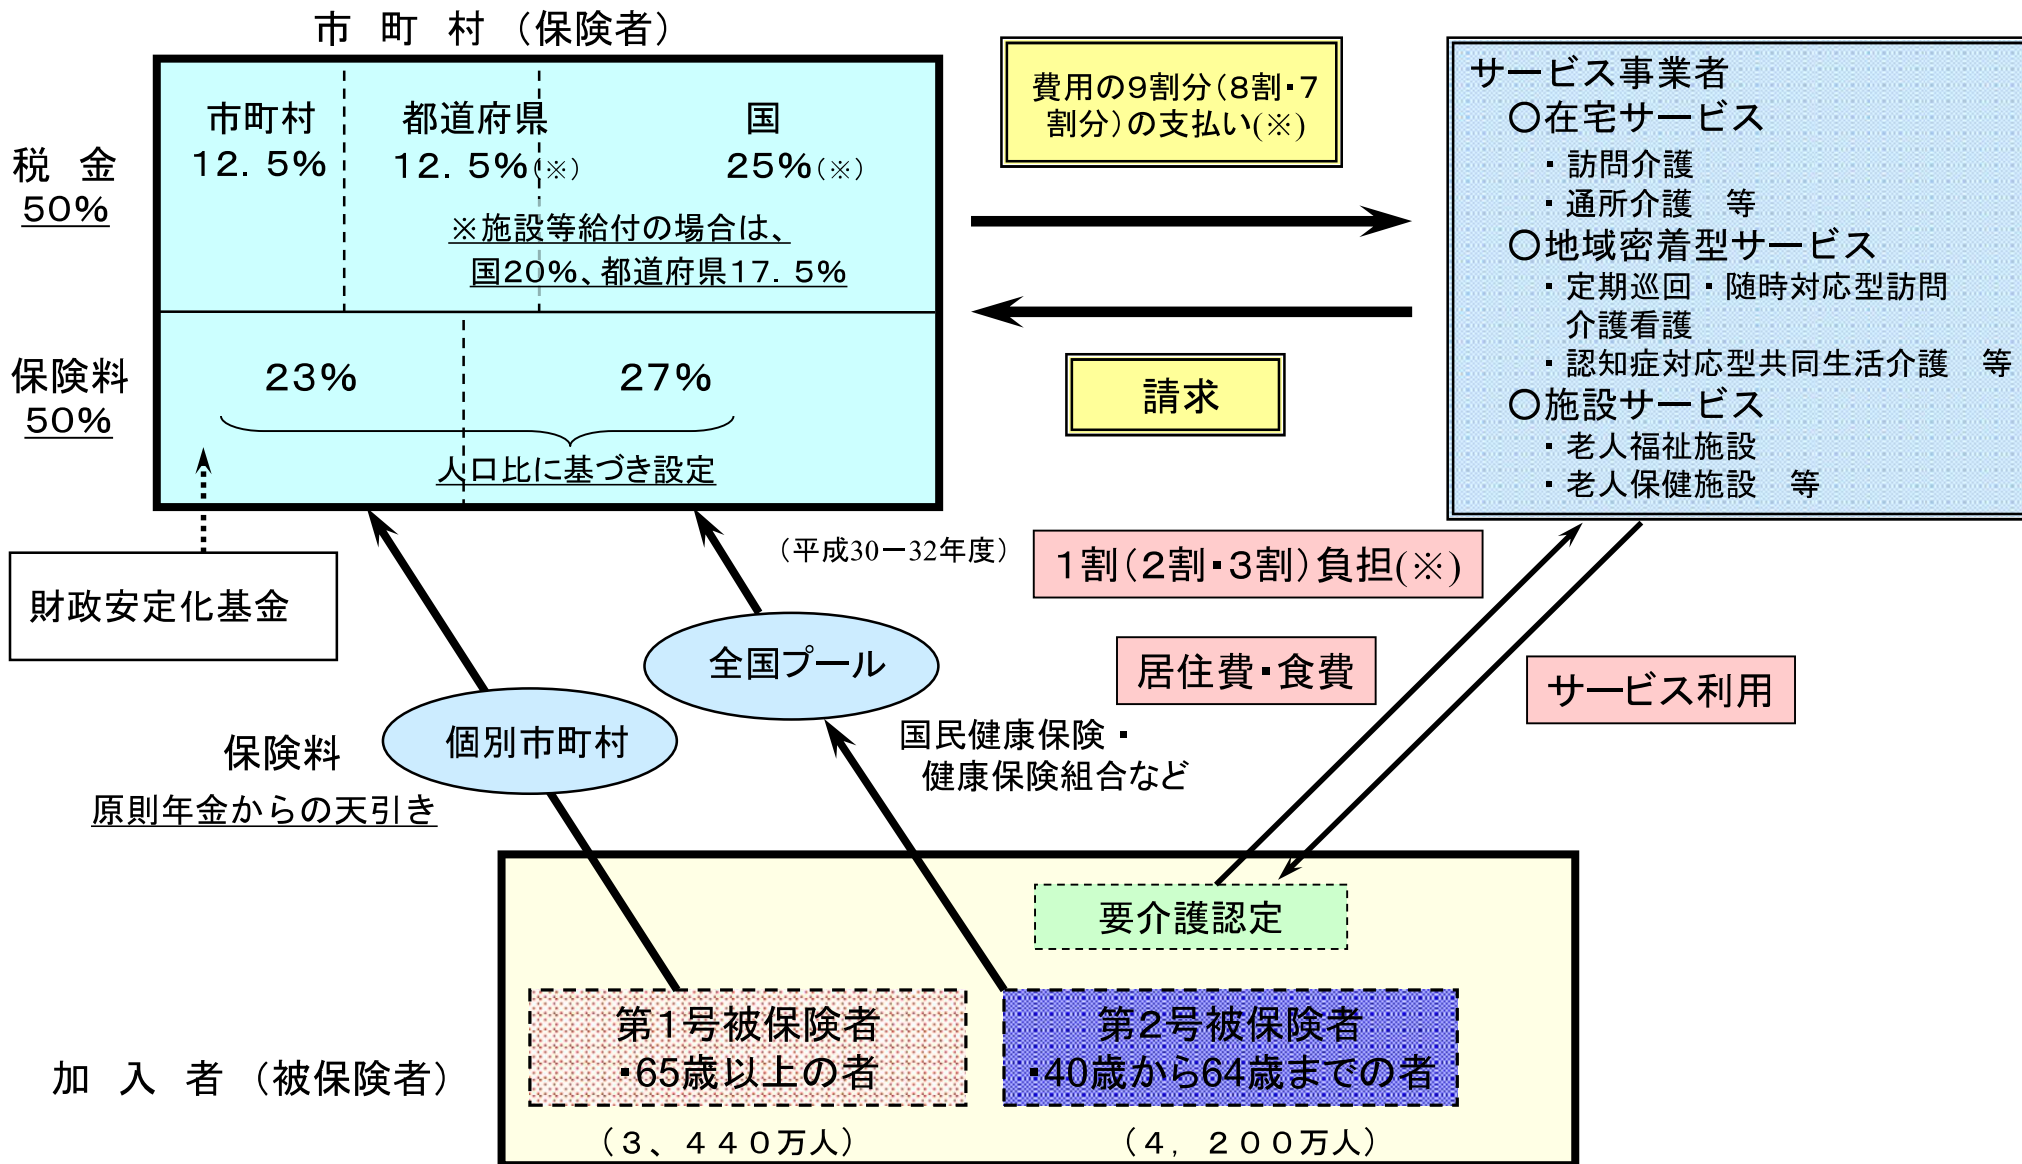 市　町　村　（保険者）
税　金
50%
市町村
12．5%
都道府県
12．5%（※）
国
25%（※）
※施設等給付の場合は、
国20%、都道府県17．5%
保険料
50%
23%
27%
人口比に基づき設定
費用の9割分（8割・7
割分）の支払い(※)
請求
サービス事業者
○在宅サービス
・訪問介護
・通所介護　等
○地域密着型サービス
・定期巡回・随時対応型訪問
介護看護
・認知症対応型共同生活介護　等
○施設サービス
・老人福祉施設
・老人保健施設　等
財政安定化基金
（平成30－32年度）
1割（2割・3割）負担(※)
居住費・食費
サービス利用
全国プール
個別市町村
国民健康保険・
健康保険組合など
保険料
原則年金からの天引き
要介護認定
第1号被保険者
・65歳以上の者
第2号被保険者
・40歳から64歳までの者
加　入　者　（被保険者）
（３、４４０万人）
（４，２００万人）